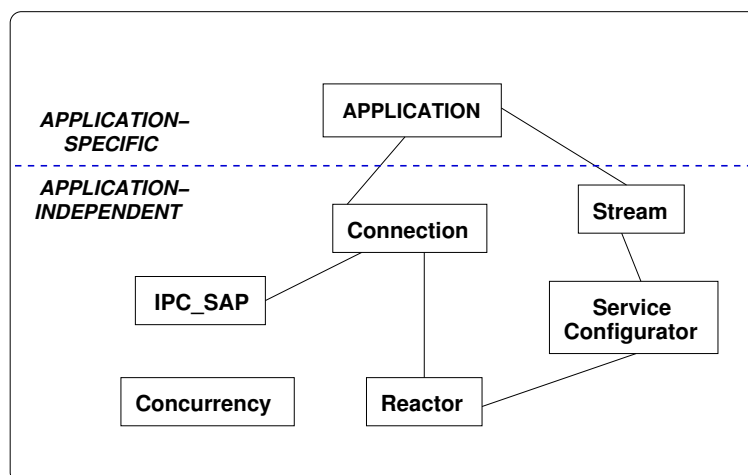 APPLICATION
APPLICATION–
SPECIFIC
APPLICATION–
INDEPENDENT
Stream
Connection
IPC_SAP
Service
Configurator
Concurrency
Reactor